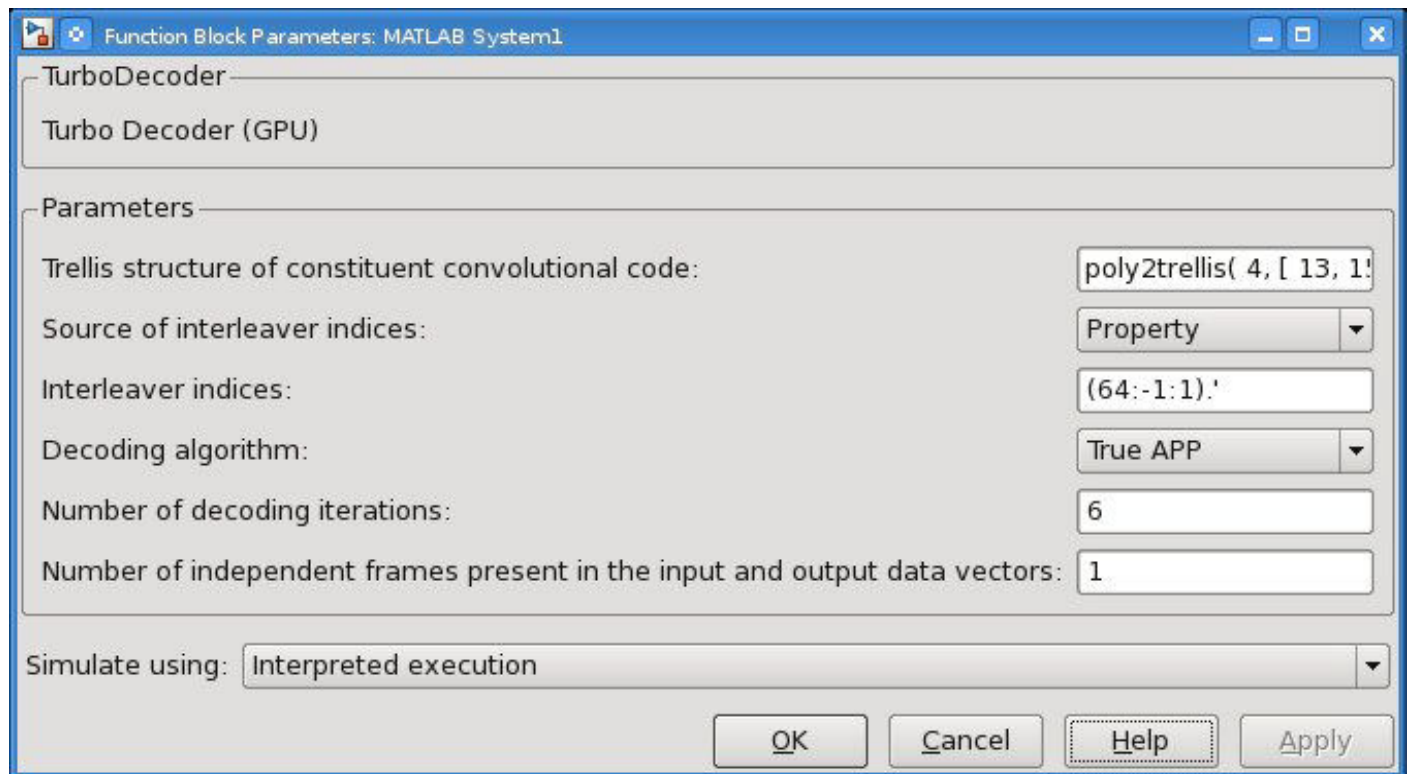 Function Block Parameters: MATLAB System1
TurboDecoder
Turbo Decoder (GPU)
Parameters
Trellis structure of constituent convolutional code: poly2trellis( 4, [ 13,
Source of interleaver indices: Property
Interleaver indices: (64:-1:1).'
Decoding algorithm: True APP
Number of decoding iterations: 6
Number of independent frames present in the input and output data vectors: 1
Simulate using: Interpreted execution
OK Cancel Help Apply